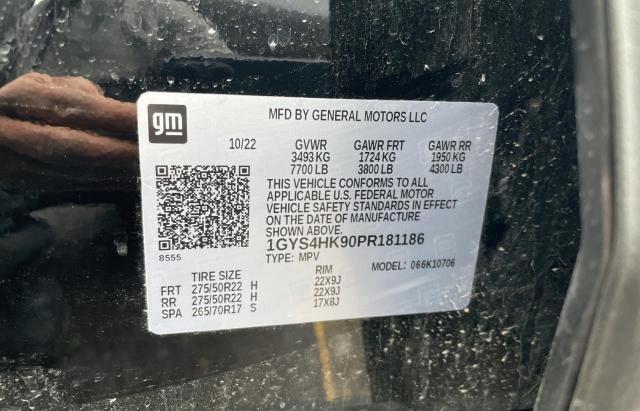 gm
MFD BY GENERAL MOTORS LLC
10/22 GVWR GAWR FRT GAWR RR
3493 KG 1724 KG 1950 KG
7700 LB 3800 LB 4300 LB
THIS VEHICLE CONFORMS TO ALL
APPLICABLE U.S. FEDERAL MOTOR
VEHICLE SAFETY STANDARDS IN EFFECT
ON THE DATE OF MANUFACTURE
SHOWN ABOVE.
1GYS4HK90PR181186
8555
TYPE: MPV
MODEL: 066K10706
TIRE SIZE RIM
FRT 275/50R22 H 22X9J
RR 275/50R22 H 22X9J
SPA 265/70R17 S 17X8J